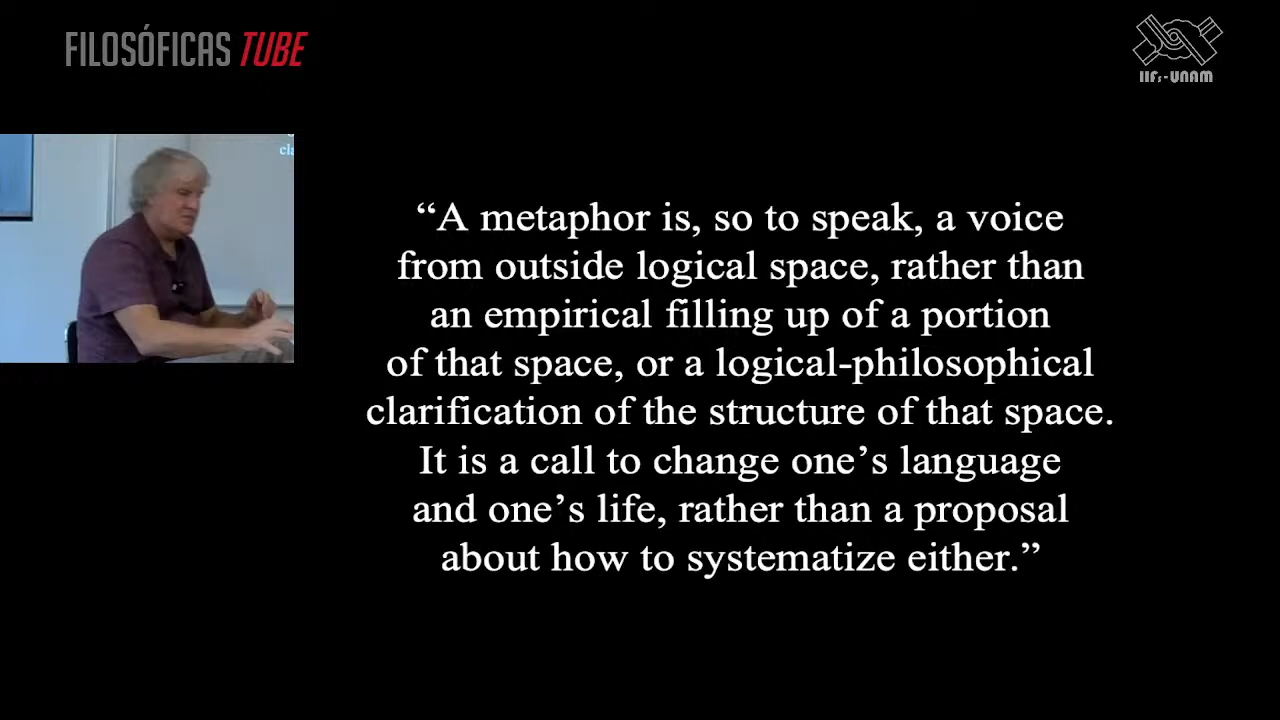 FILOSÓFICAS TUBE
IIFs-UNAM
cla
“A metaphor is, so to speak, a voice
from outside logical space, rather than
an empirical filling up of a portion
of that space, or a logical-philosophical
clarification of the structure of that space.
It is a call to change one’s language
and one’s life, rather than a proposal
about how to systematize either.”